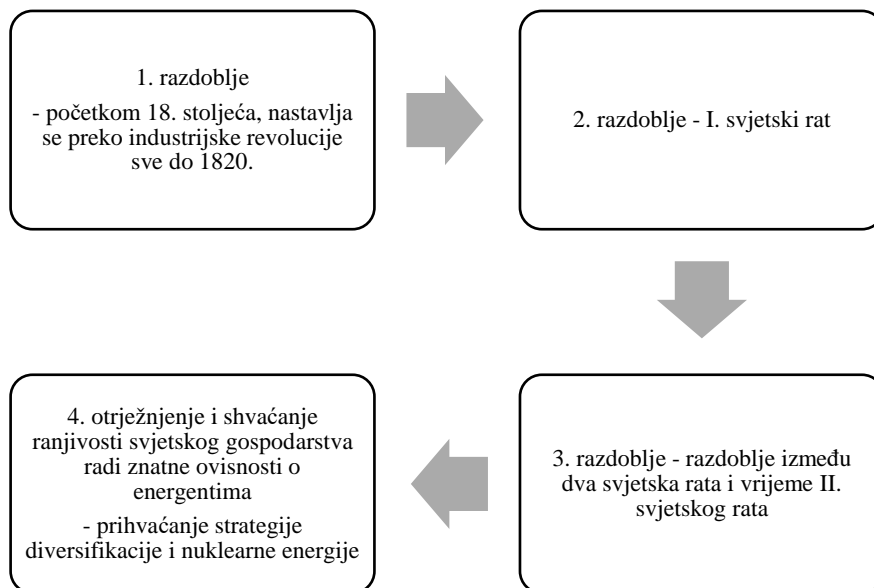 1. razdoblje
- početkom 18. stoljeća, nastavlja
se preko industrijske revolucije
sve do 1820.
2. razdoblje - I. svjetski rat
3. razdoblje - razdoblje između
dva svjetska rata i vrijeme II.
svjetskog rata
4. otrježnjenje i shvaćanje
ranjivosti svjetskog gospodarstva
radi znatne ovisnosti o
energentima
- prihvaćanje strategije
diversifikacije i nuklearne energije